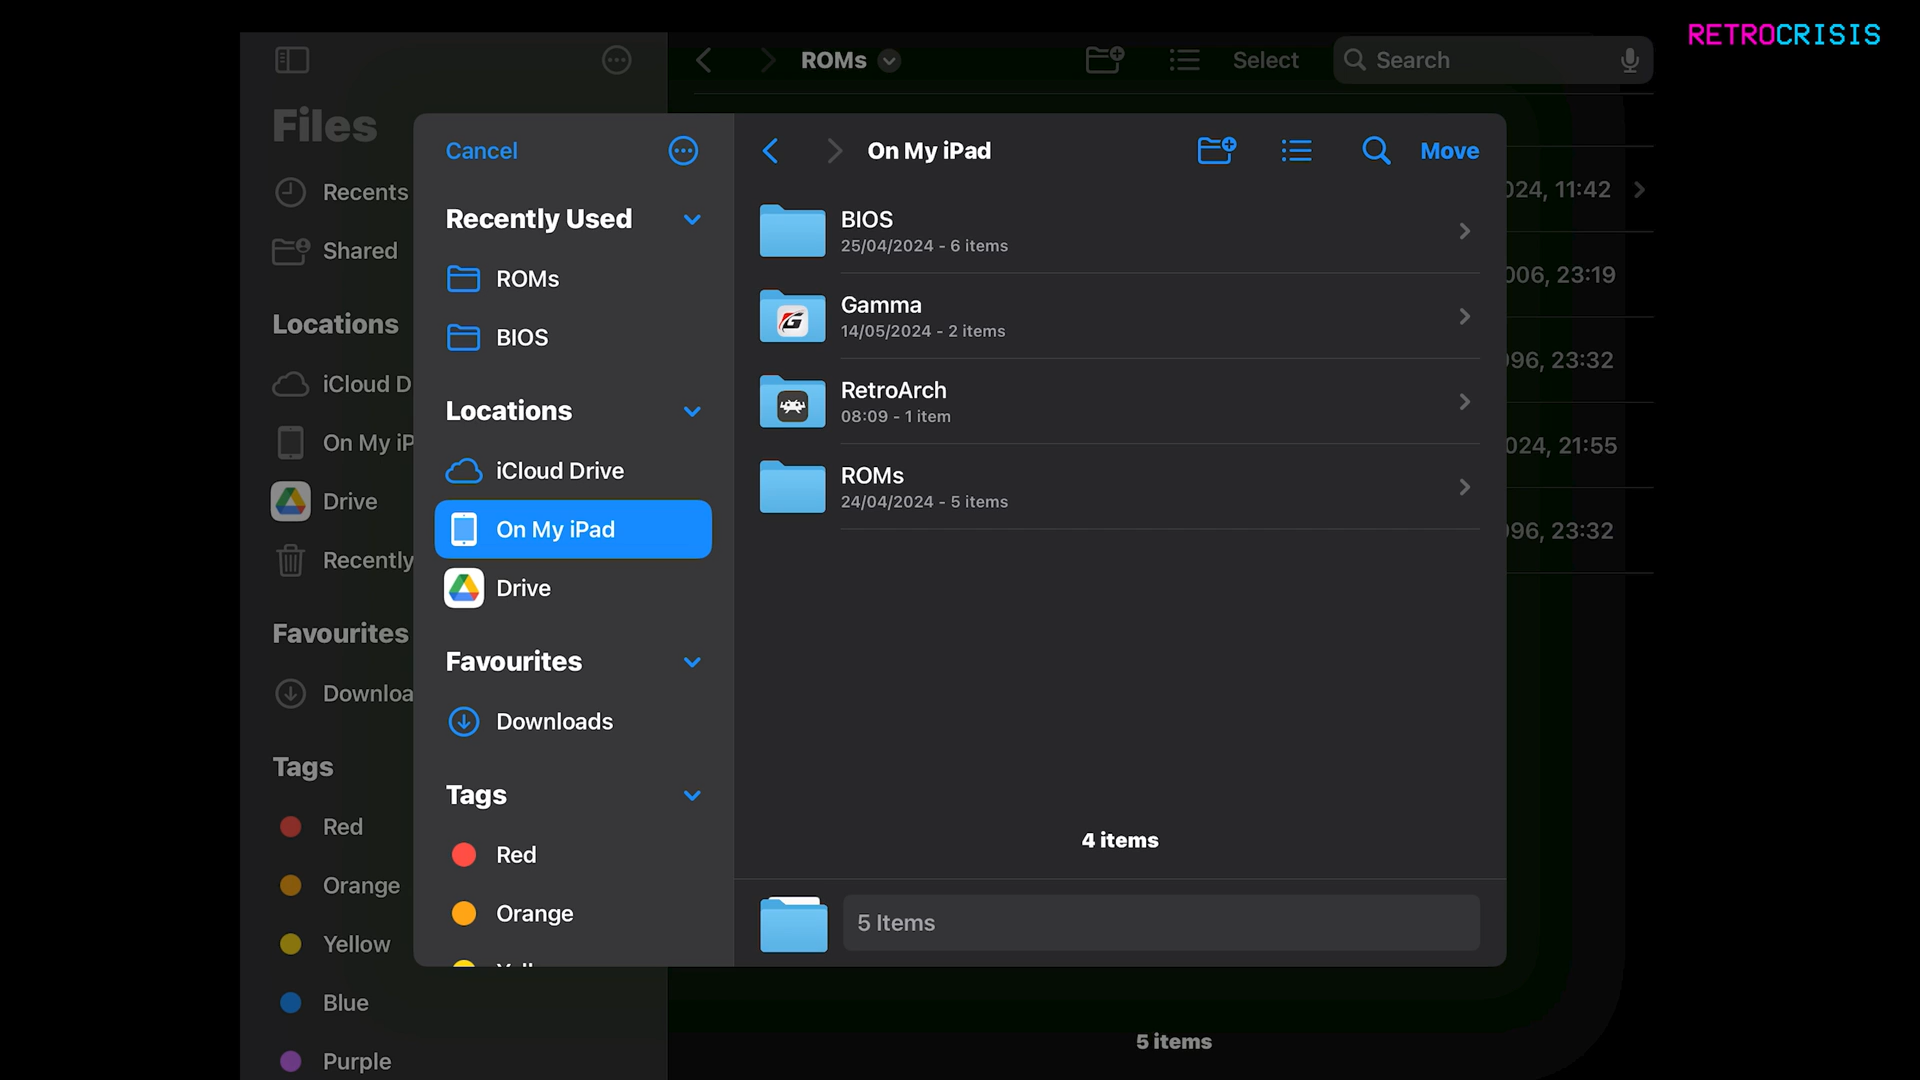 RETROCRISIS
ROMs
Select
Search
Files
Recents
Shared
Locations
iCloud D
On My iP
Drive
Recently
Favourites
Downloa
Tags
Red
Orange
Yellow
Blue
Purple
Cancel
Recently Used
ROMs
BIOS
Locations
iCloud Drive
On My iPad
Drive
Favourites
Downloads
Tags
Red
Orange
On My iPad
Move
BIOS
25/04/2024 - 6 items
Gamma
14/05/2024 - 2 items
RetroArch
08:09 - 1 item
ROMs
24/04/2024 - 5 items
4 items
5 Items
024, 11:42
006, 23:19
996, 23:32
024, 21:55
996, 23:32
5 items